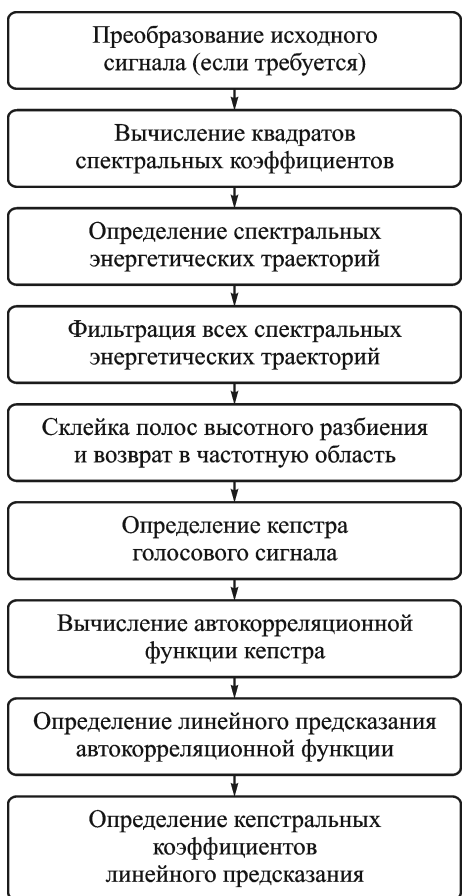 Преобразование исходного
сигнала (если требуется)
Вычисление квадратов
спектральных коэффициентов
Определение спектральных
энергетических траекторий
Фильтрация всех спектральных
энергетических траекторий
Склейка полос высотного разбиения
и возврат в частотную область
Определение кепстра
голосового сигнала
Вычисление автокорреляционной
функции кепстра
Определение линейного предсказания
автокорреляционной функции
Определение кепстральных
коэффициентов
линейного предсказания